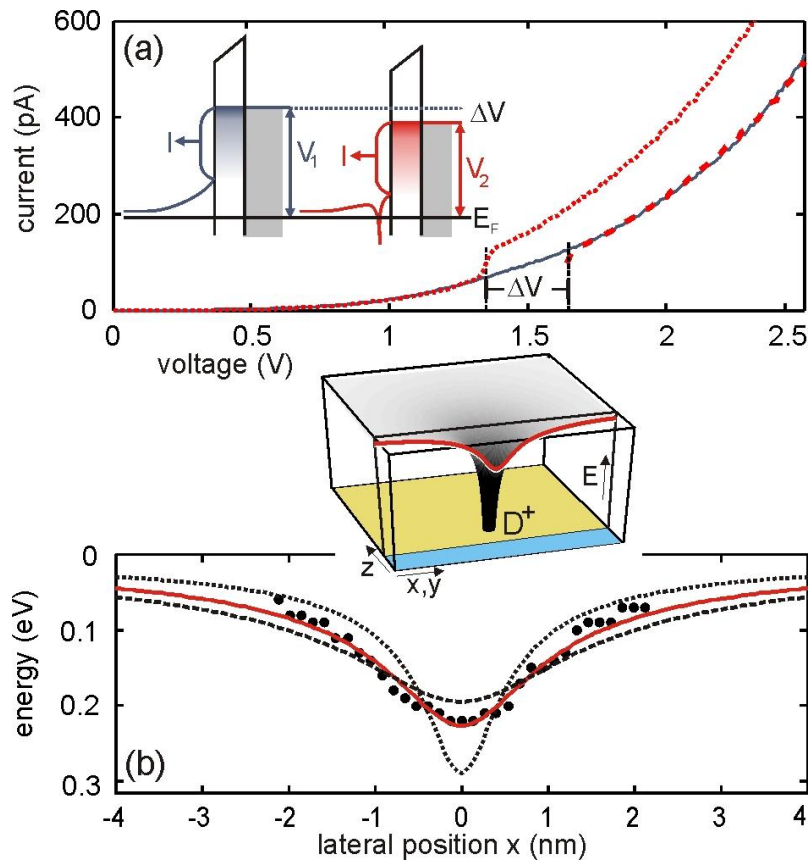 600
400
200
0
current (pA)
(a)
I
V₁
ΔV
I
V₂
E_F
ΔV
0 0.5 1 1.5 2 2.5
voltage (V)
E
D⁺
z
x,y
0
0.1
0.2
0.3
energy (eV)
(b)
-4 -3 -2 -1 0 1 2 3 4
lateral position x (nm)